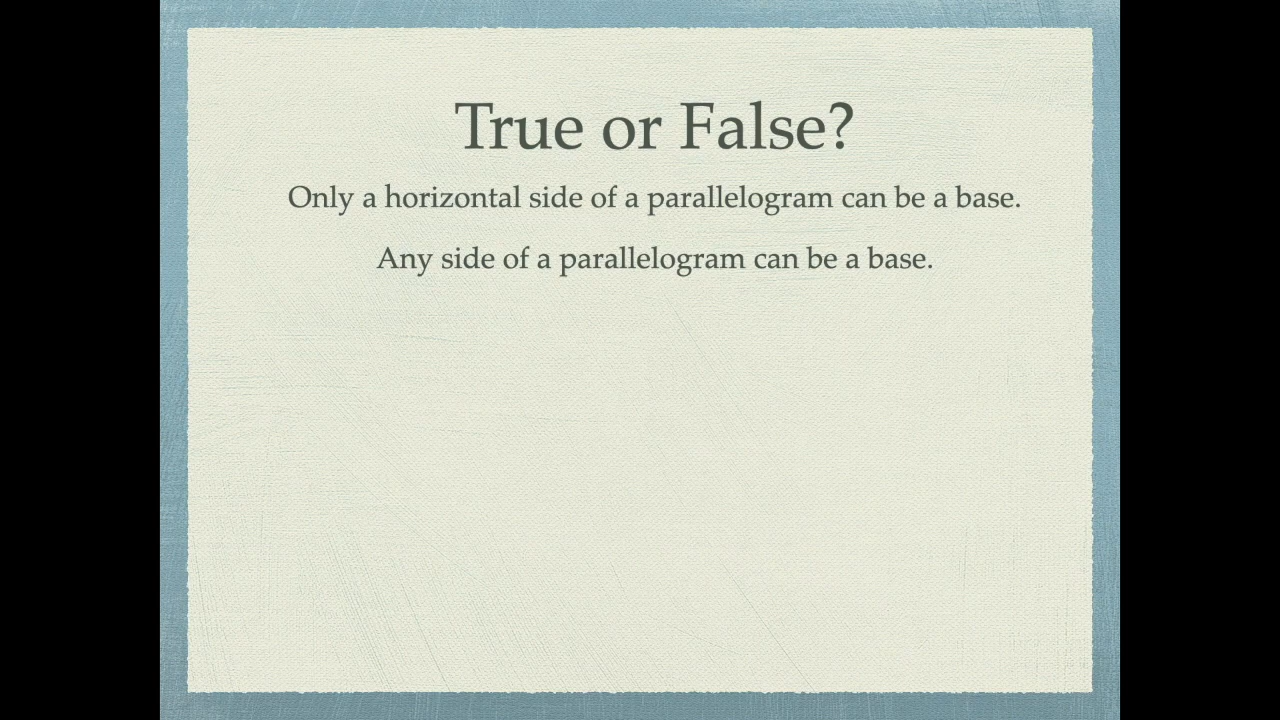 True or False?
Only a horizontal side of a parallelogram can be a base.
Any side of a parallelogram can be a base.